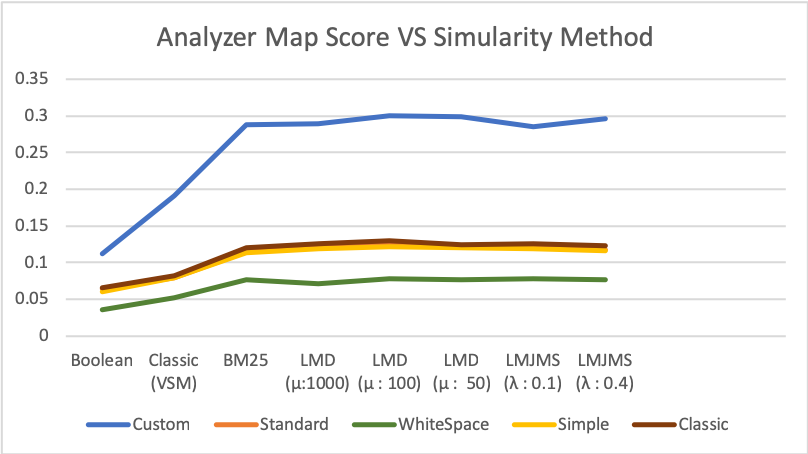 Analyzer Map Score VS Simularity Method
0.35
0.3
0.25
0.2
0.15
0.1
0.05
0
Boolean Classic BM25 LMD LMD LMD LMJMS LMJMS
(VSM) (μ:1000) (μ : 100) (μ : 50) (λ : 0.1) (λ : 0.4)
Custom Standard WhiteSpace Simple Classic